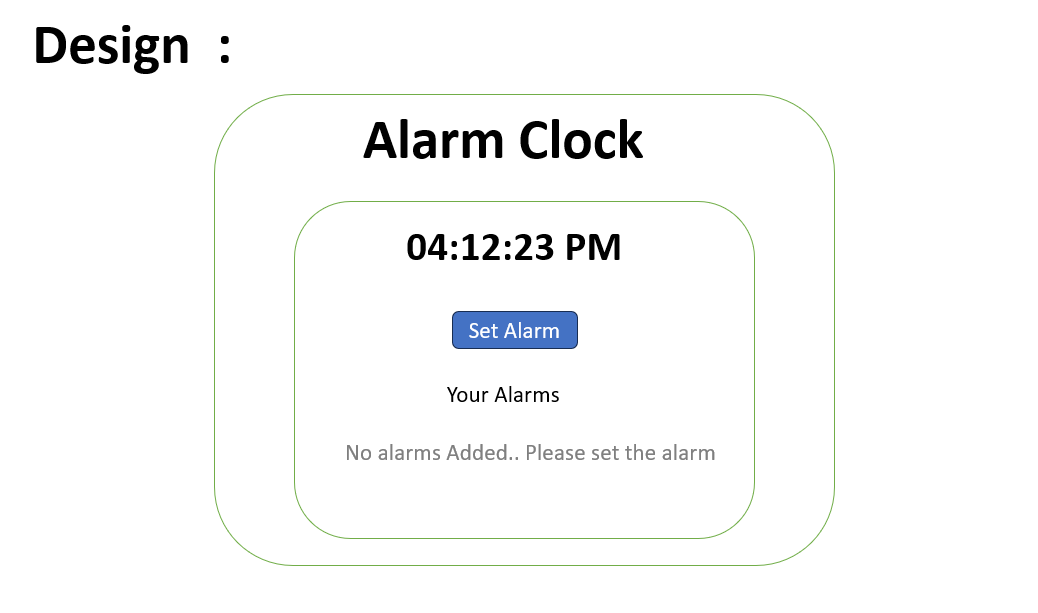 Design :
Alarm Clock
04:12:23 PM
Set Alarm
Your Alarms
No alarms Added.. Please set the alarm